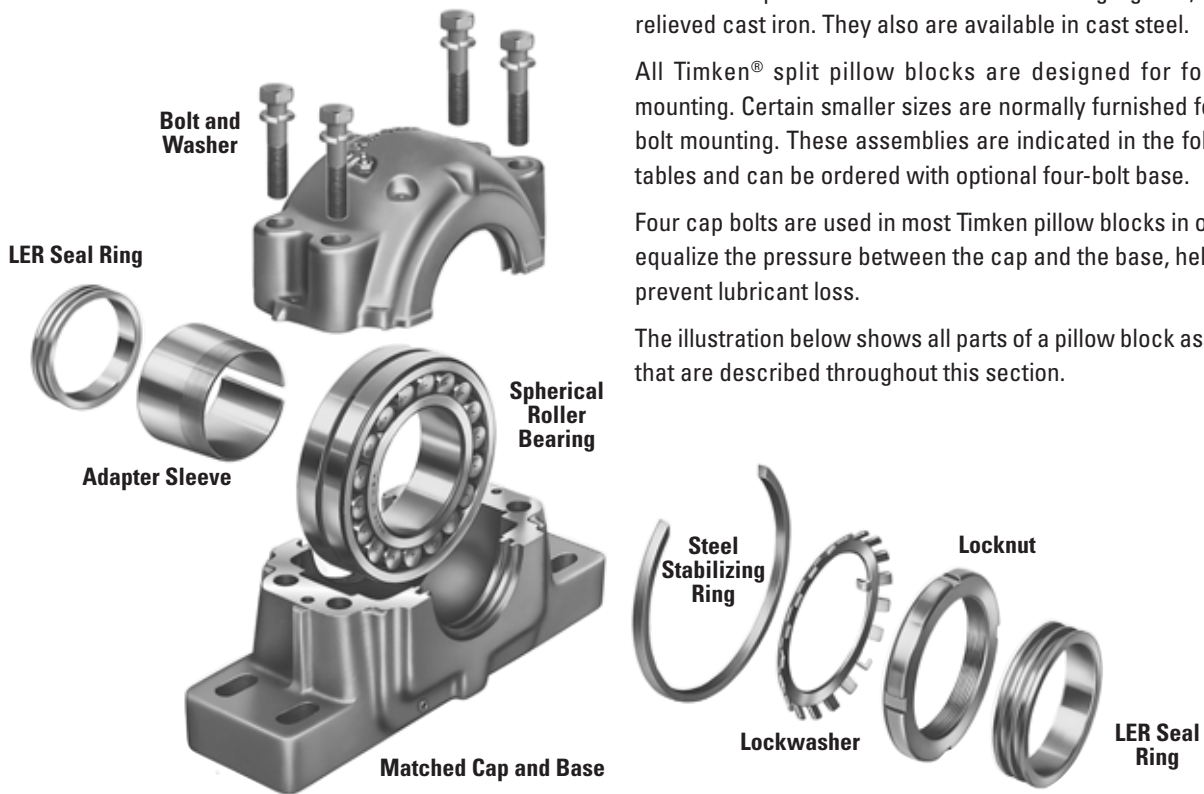 relieved cast iron. They also are available in cast steel.
All Timken® split pillow blocks are designed for
mounting. Certain smaller sizes are normally furnished
bolt mounting. These assemblies are indicated in the
tables and can be ordered with optional four-bolt base.
Four cap bolts are used in most Timken pillow blocks in
equalize the pressure between the cap and the base,
prevent lubricant loss.
The illustration below shows all parts of a pillow block
that are described throughout this section.
Bolt and
Washer
LER Seal Ring
Adapter Sleeve
Spherical
Roller
Bearing
Matched Cap and Base
Steel
Stabilizing
Ring
Lockwasher
Locknut
LER Seal
Ring